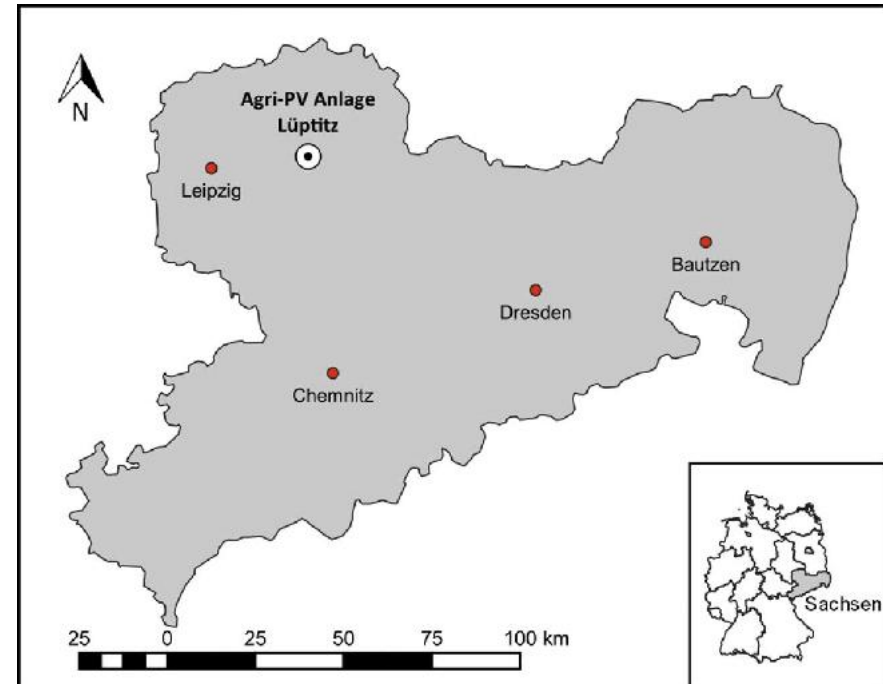 N
Agri-PV Anlage
Lüptitz
Leipzig
Bautzen
Dresden
Chemnitz
Sachsen
25 0 25 50 75 100 km